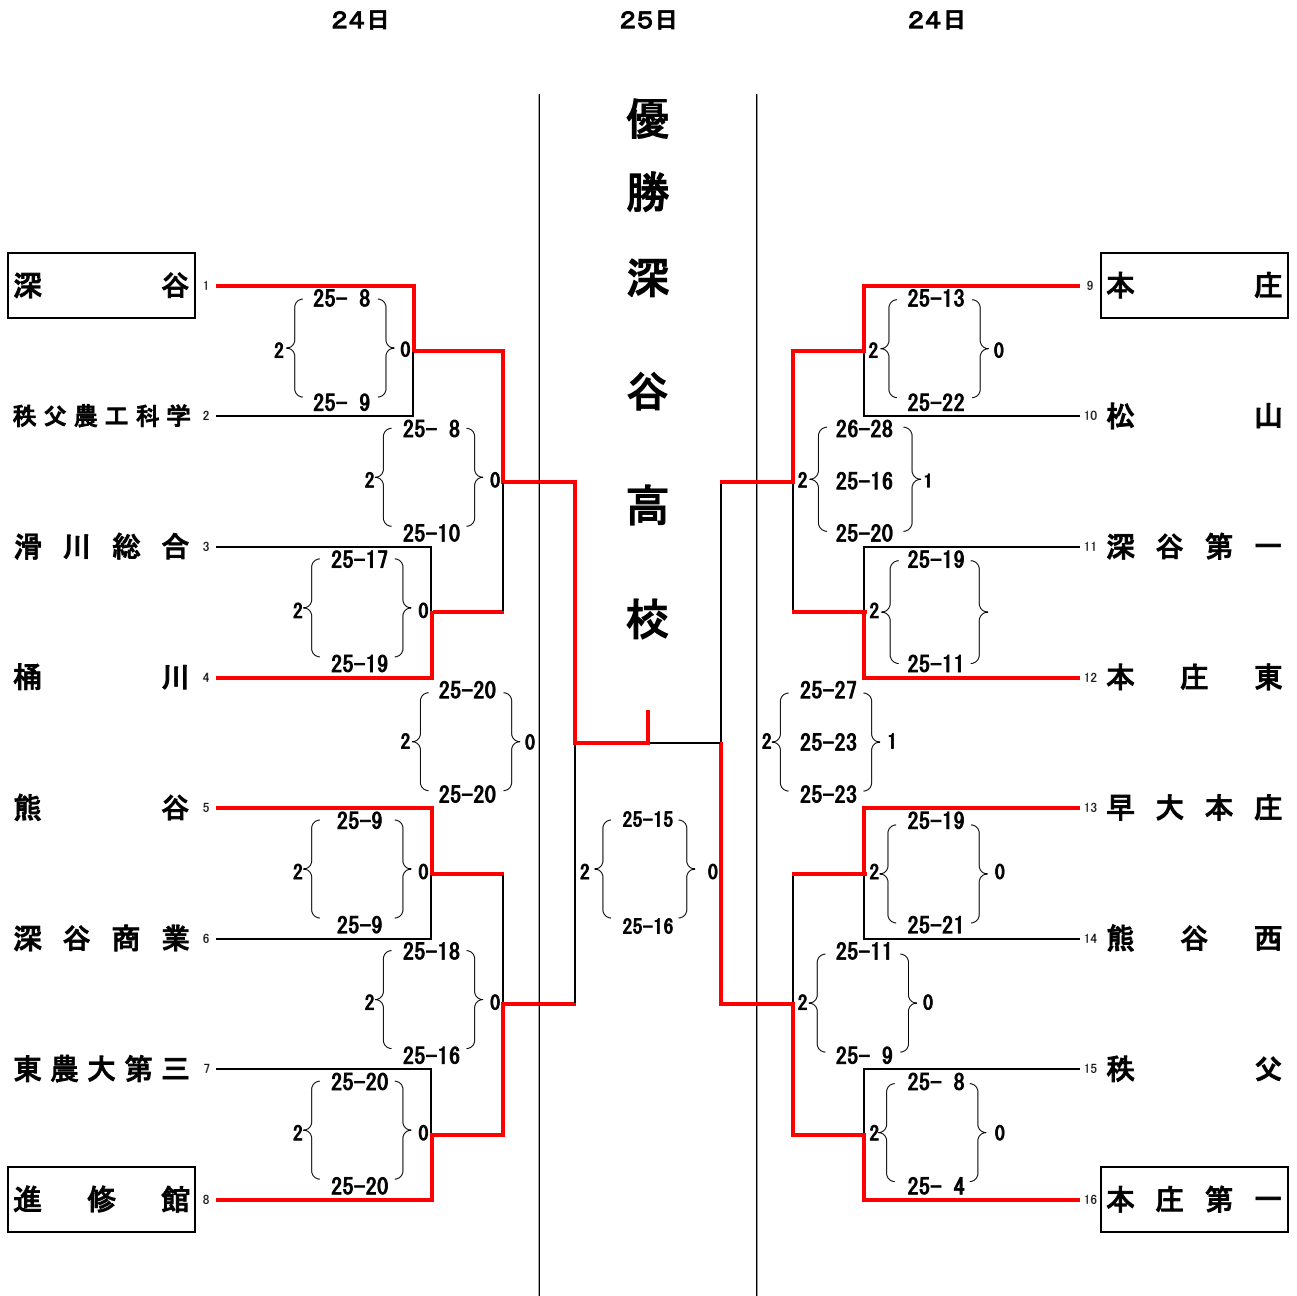 24日 25日 24日
優勝 深谷高校
深谷 1
25- 8
2 0
25- 9
秩父農工科学 2
25- 8
2 0
25-10
滑川総合 3
25-17
2 0
25-19
桶川 4
25-20
2 0
25-20
熊谷 5
25-9
2 0
25-9
深谷商業 6
25-18
2 0
25-16
東農大第三 7
25-20
2 0
25-20
進修館 8
25-15
2 0
25-16
9 本庄
25-13
2 0
25-22
10 松山
26-28
2 25-16 1
25-20
11 深谷第一
25-19
2
25-11
12 本庄東
25-27
2 25-23 1
25-23
13 早大本庄
25-19
2 0
25-21
14 熊谷西
25-11
2 0
25- 9
15 秩父
25- 8
2 0
25- 4
16 本庄第一